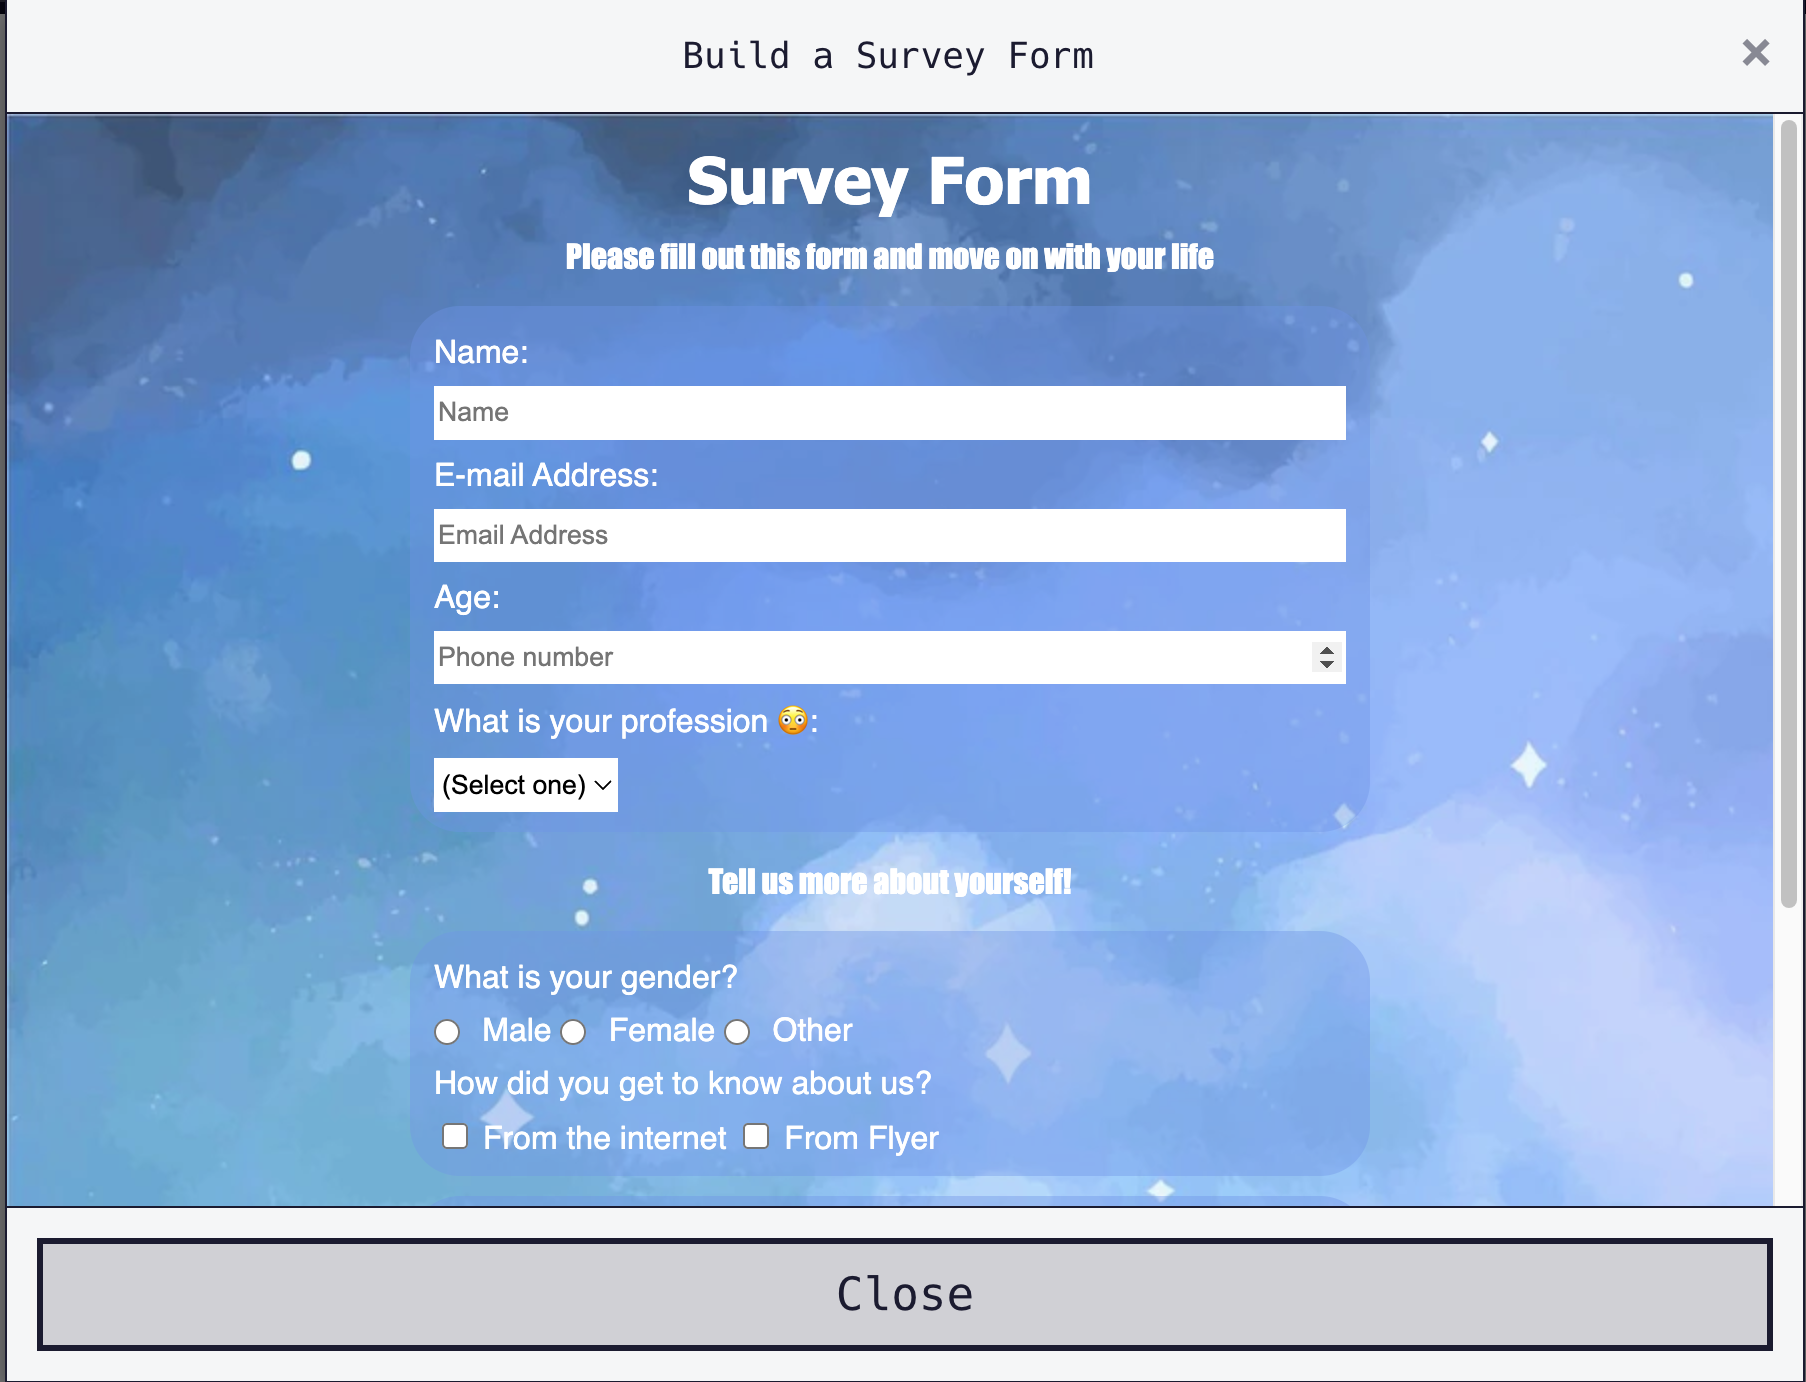 Build a Survey Form
×
Survey Form
Please fill out this form and move on with your life
Name:
Name
E-mail Address:
Email Address
Age:
Phone number
What is your profession 😳:
(Select one)
Tell us more about yourself!
What is your gender?
Male Female Other
How did you get to know about us?
From the internet From Flyer
Close